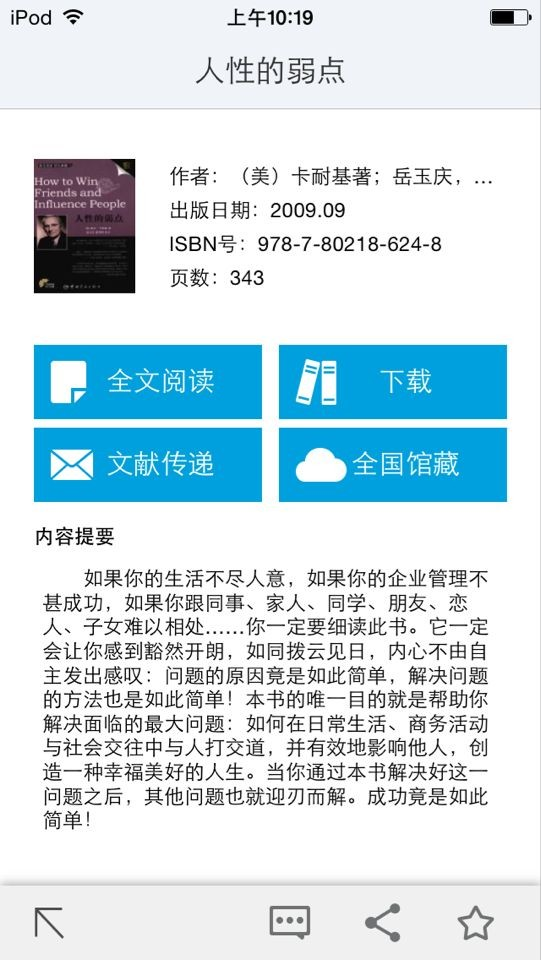 iPod
上午10:19
人性的弱点
How to Win
Friends and
Influence People
人性的弱点
作者：（美）卡耐基著；岳玉庆，...
出版日期：2009.09
ISBN号：978-7-80218-624-8
页数：343
全文阅读
下载
文献传递
全国馆藏
内容提要
如果你的生活不尽人意，如果你的企业管理不
甚成功，如果你跟同事、家人、同学、朋友、恋
人、子女难以相处……你一定要细读此书。它一定
会让你感到豁然开朗，如同拨云见日，内心不由自
主发出感叹：问题的原因竟是如此简单，解决问题
的方法也是如此简单！本书的唯一目的就是帮助你
解决面临的最大问题：如何在日常生活、商务活动
与社会交往中与人打交道，并有效地影响他人，创
造一种幸福美好的人生。当你通过本书解决好这一
问题之后，其他问题也就迎刃而解。成功竟是如此
简单！